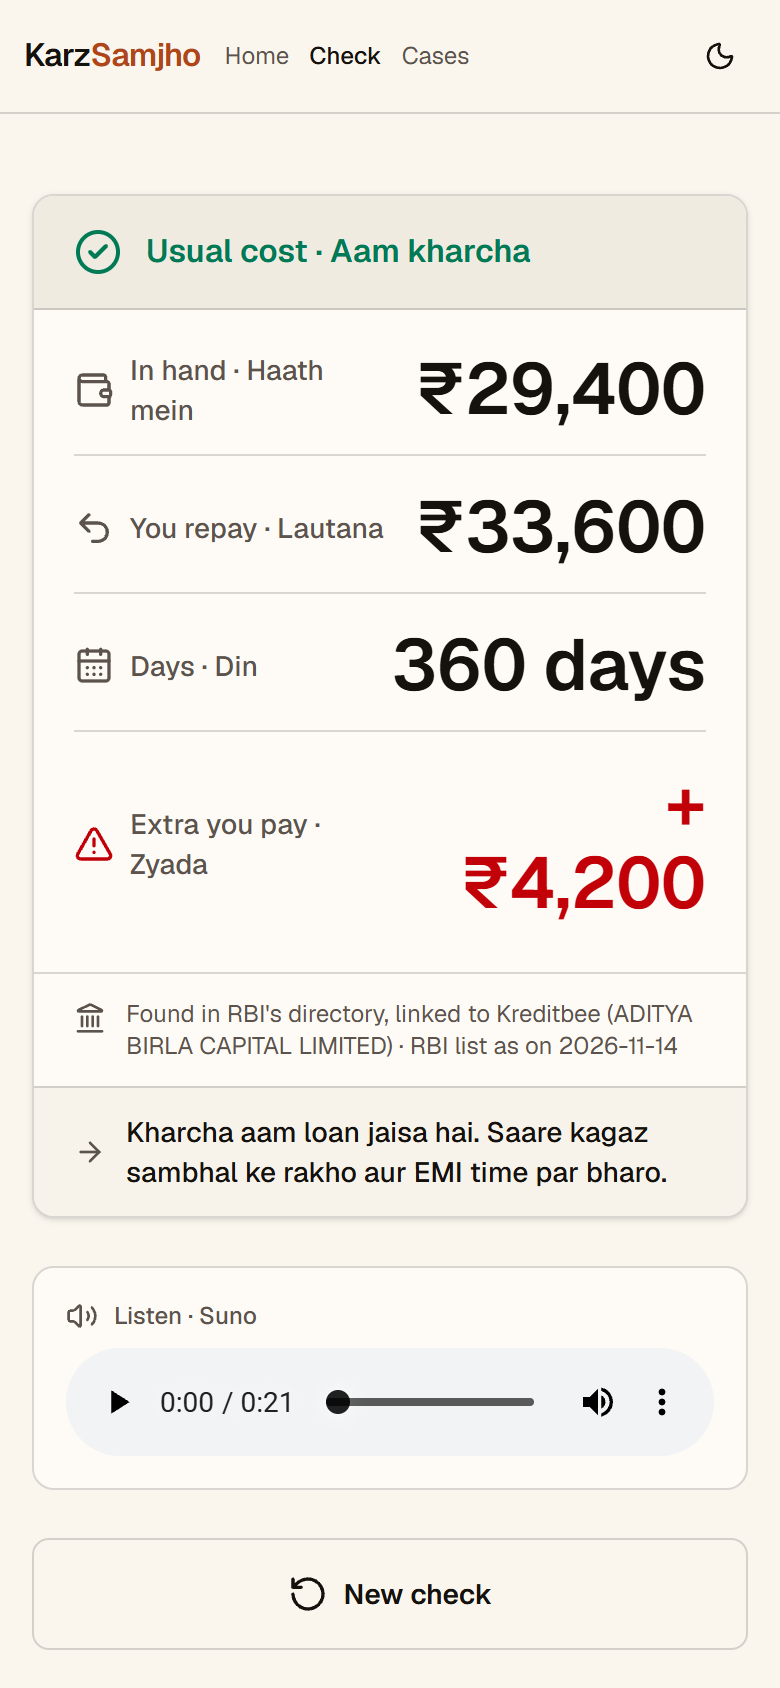 KarzSamjho Home Check Cases
Usual cost · Aam kharcha
In hand · Haath
mein
₹29,400
You repay · Lautana
₹33,600
Days · Din
360 days
Extra you pay ·
Zyada
+
₹4,200
Found in RBI's directory, linked to Kreditbee (ADITYA
BIRLA CAPITAL LIMITED) · RBI list as on 2026-11-14
Kharcha aam loan jaisa hai. Saare kagaz
sambhal ke rakho aur EMI time par bharo.
Listen · Suno
0:00 / 0:21
New check